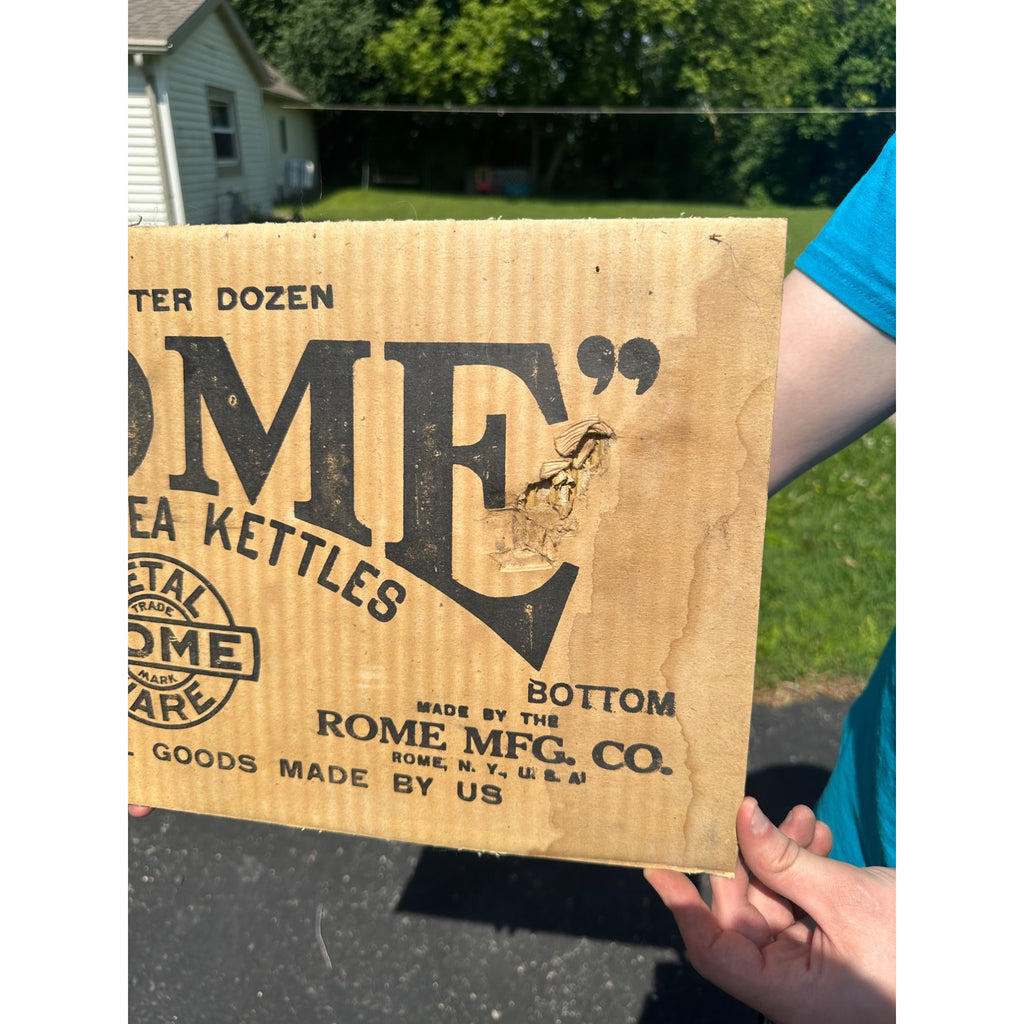 TER DOZEN
OME”
EA KETTLES
ETAL
TRADE
OME
MARK
WARE
BOTTOM
MADE BY THE
ROME MFG. CO.
ROME, N. Y., U. S. A.
GOODS MADE BY US